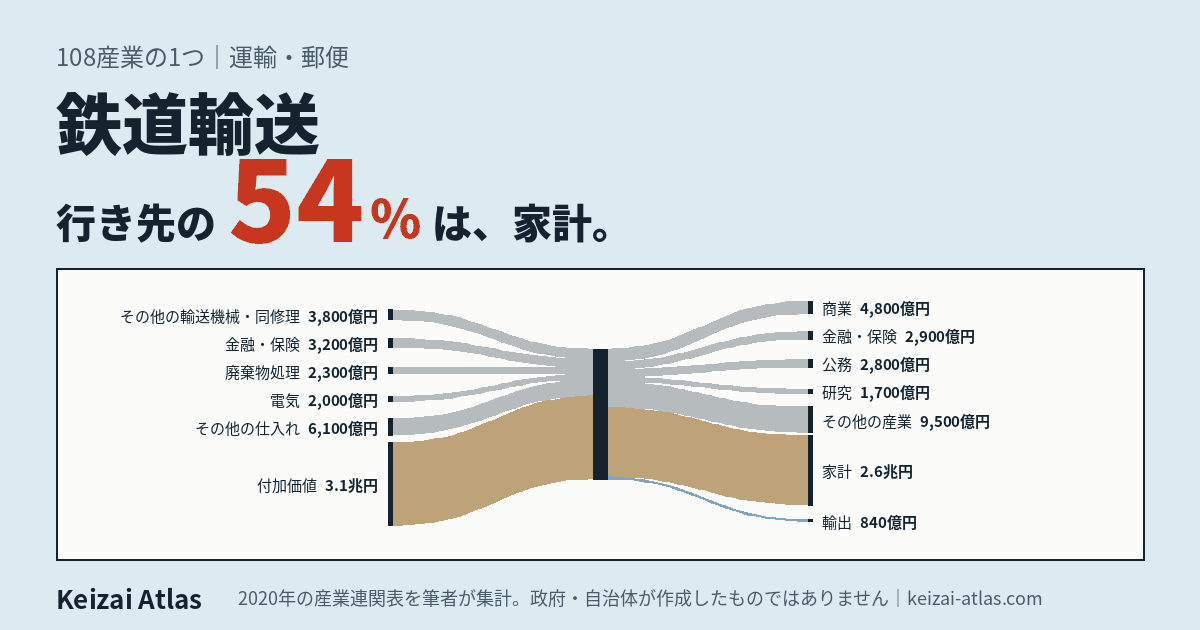 108産業の1つ｜運輸・郵便
鉄道輸送
行き先の 54% は、家計。
その他の輸送機械・同修理 3,800億円
金融・保険 3,200億円
廃棄物処理 2,300億円
電気 2,000億円
その他の仕入れ 6,100億円
付加価値 3.1兆円
商業 4,800億円
金融・保険 2,900億円
公務 2,800億円
研究 1,700億円
その他の産業 9,500億円
家計 2.6兆円
輸出 840億円
Keizai Atlas 2020年の産業連関表を筆者が集計。政府・自治体が作成したものではありません｜keizai-atlas.com